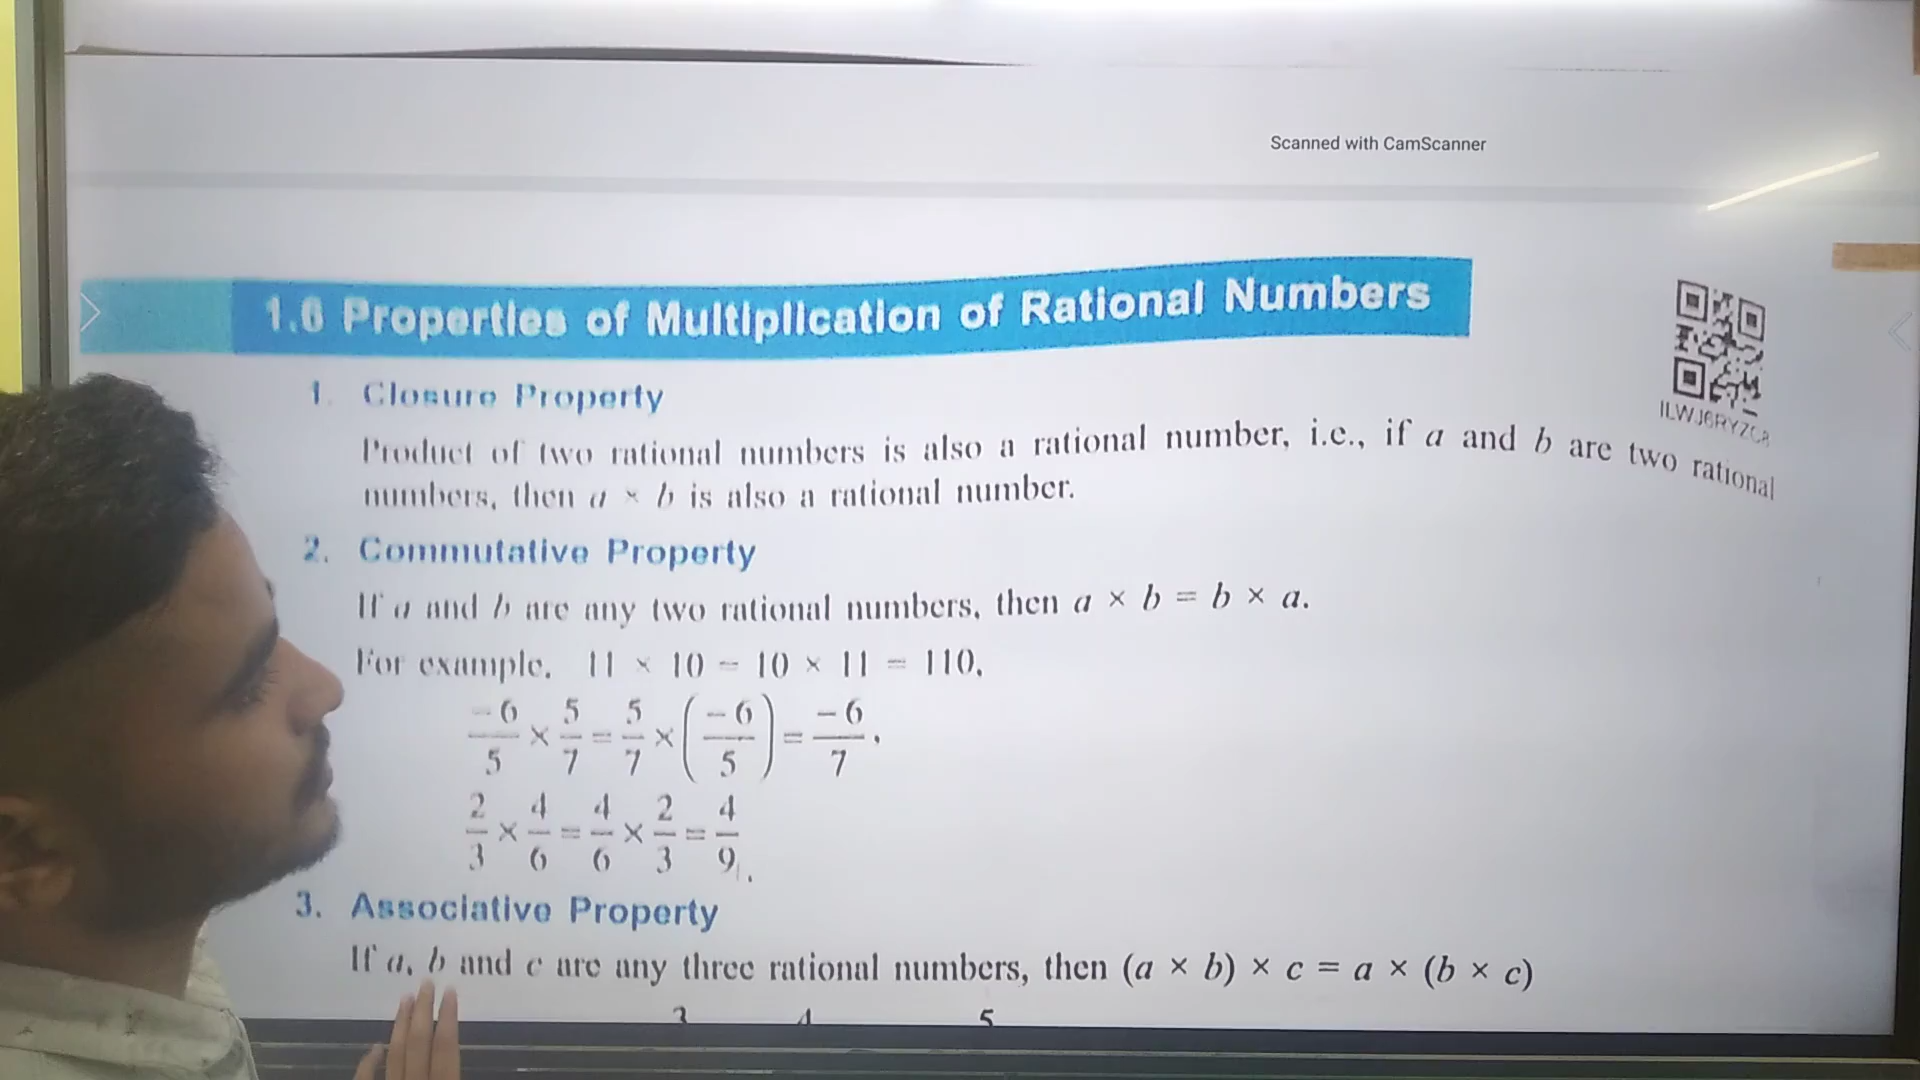 Scanned with CamScanner
1.6 Properties of Multiplication of Rational Numbers
ILWJ6RYZC8
1. Closure Property
Product of two rational numbers is also a rational number, i.e., if a and b are two rational
numbers, then a × b is also a rational number.
2. Commutative Property
If a and b are any two rational numbers, then a × b = b × a.
For example, 11 × 10 = 10 × 11 = 110,
-6/5 × 5/7 = 5/7 × (-6/5) = -6/7,
2/3 × 4/6 = 4/6 × 2/3 = 4/9.
3. Associative Property
If a, b and c are any three rational numbers, then (a × b) × c = a × (b × c)